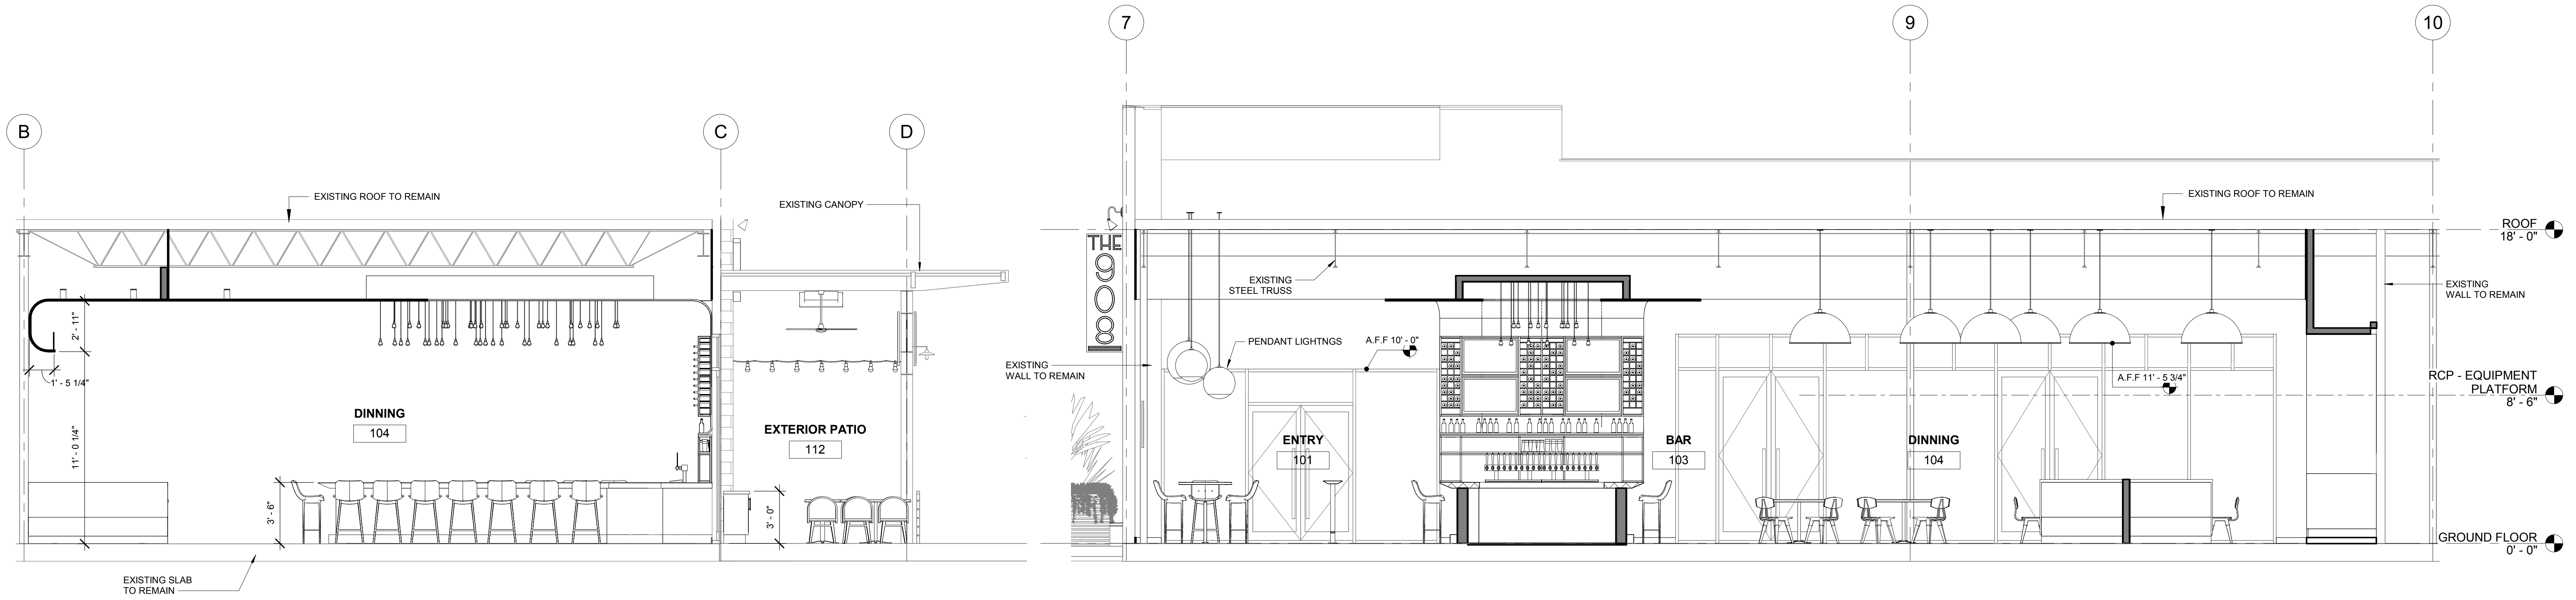 7
9
10
B
C
D
EXISTING ROOF TO REMAIN
EXISTING CANOPY
2' - 11"
1' - 5 1/4"
11' - 0 1/4"
DINNING
104
3' - 6"
EXTERIOR PATIO
112
3' - 0"
EXISTING SLAB
TO REMAIN
THE
9
0
8
EXISTING
WALL TO REMAIN
EXISTING
STEEL TRUSS
PENDANT LIGHTNGS
A.F.F 10' - 0"
ENTRY
101
BAR
103
DINNING
104
A.F.F 11' - 5 3/4"
EXISTING ROOF TO REMAIN
EXISTING
WALL TO REMAIN
ROOF
18' - 0"
RCP - EQUIPMENT
PLATFORM
8' - 6"
GROUND FLOOR
0' - 0"